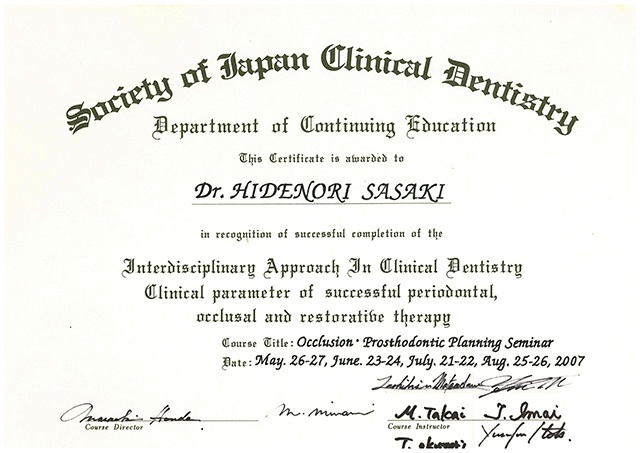 Society of Japan Clinical Dentistry
Department of Continuing Education
This Certificate is awarded to
Dr. HIDENORI SASAKI
in recognition of successful completion of the
Interdisciplinary Approach In Clinical Dentistry
Clinical parameter of successful periodontal,
occlusal and restorative therapy
Course Title: Occlusion・Prosthodontic Planning Seminar
Date: May. 26-27, June. 23-24, July. 21-22, Aug. 25-26, 2007
M. Takai T. Imai
Course Director
Course Instructor